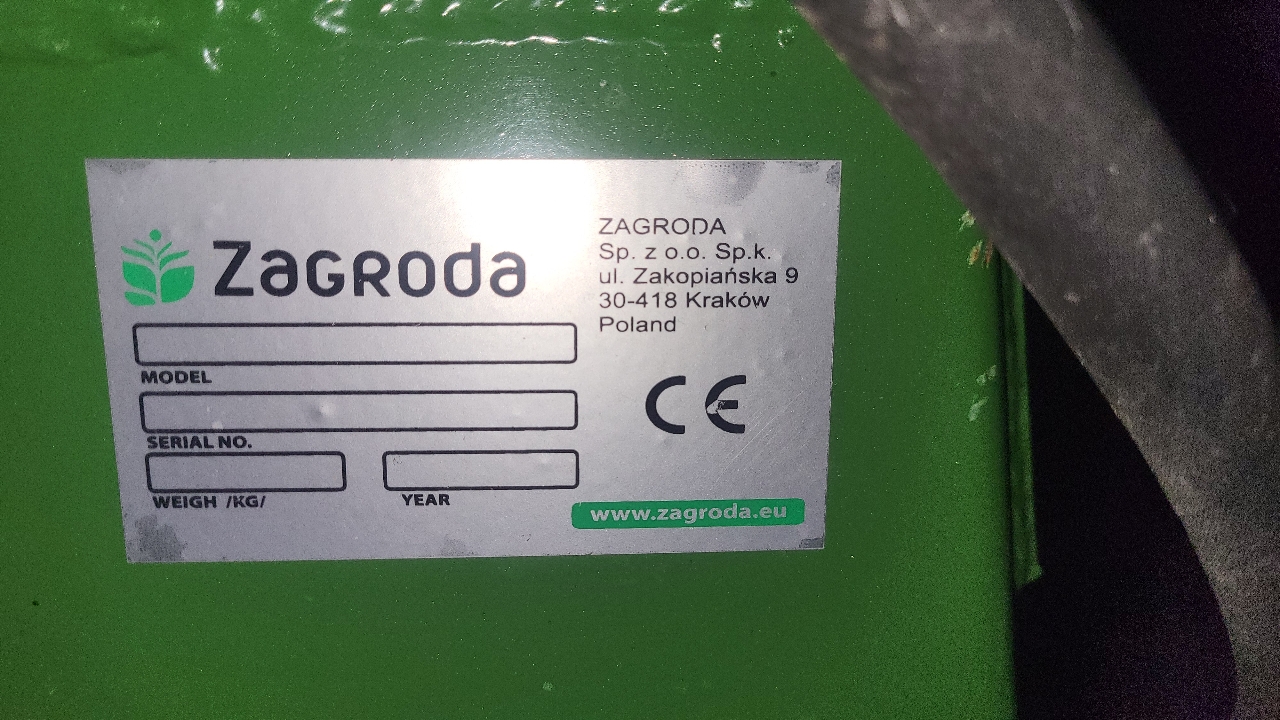 Zagroda
MODEL
SERIAL NO.
WEIGH /KG/
YEAR
ZAGRODA
Sp. z o.o. Sp.k.
ul. Zakopiańska 9
30-418 Kraków
Poland
CE
www.zagroda.eu